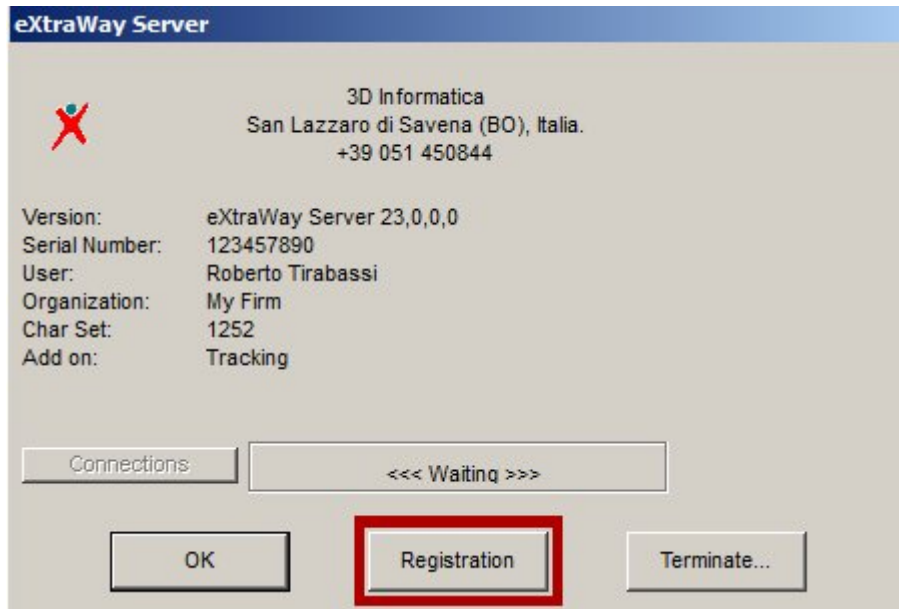 eXtraWay Server
3D Informatica
San Lazzaro di Savena (BO), Italia.
+39 051 450844
Version: eXtraWay Server 23,0,0,0
Serial Number: 123457890
User: Roberto Tirabassi
Organization: My Firm
Char Set: 1252
Add on: Tracking
Connections <<< Waiting >>>
OK Registration Terminate...